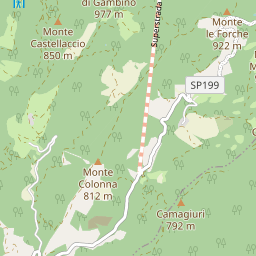 di Gambino
977 m
Monte
Castellaccio
850 m
Superstrada
Monte
le Forche
922 m
SP199
Monte
Colonna
812 m
Camagiuri
792 m